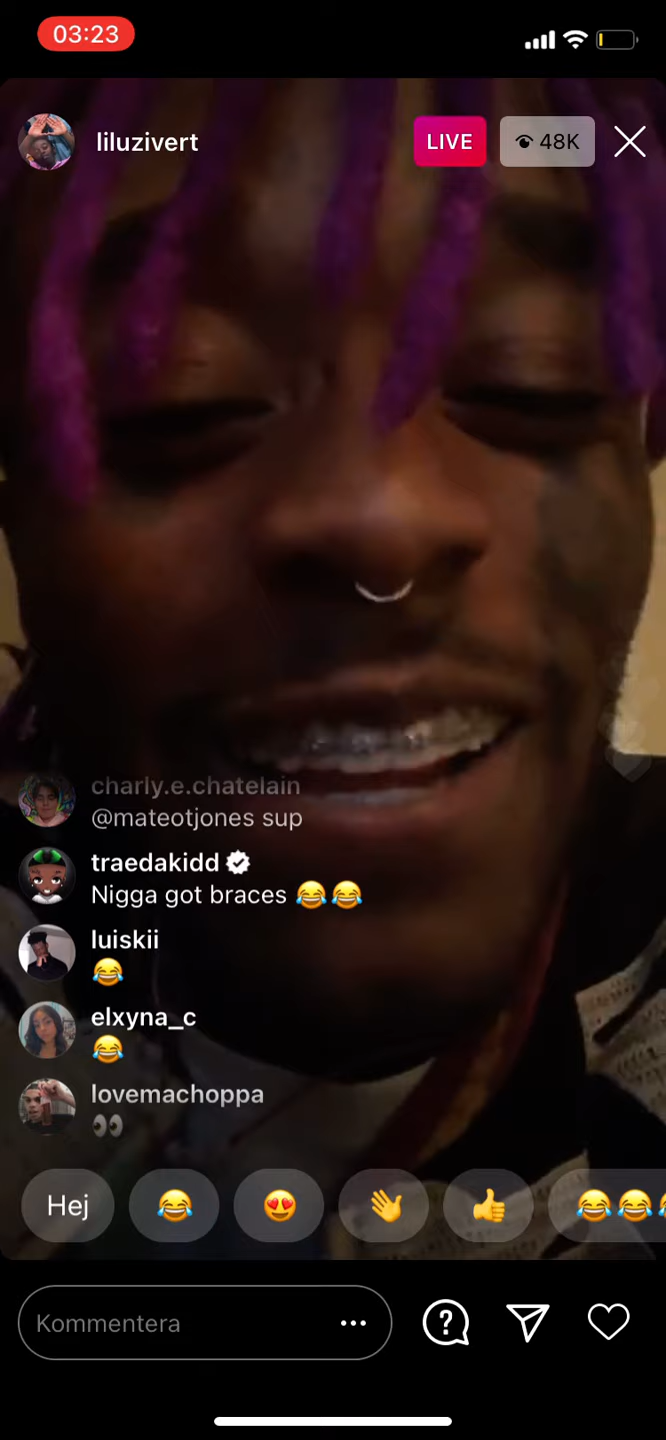 03:23
liluzivert
LIVE
48K
charly.e.chatelain
@mateotjones sup
traedakidd
Nigga got braces 😂😂
luiskii
😂
elxyna_c
😂
lovemachoppa
👀
Hej 😂 😍 👋 👍 😂😂
Kommentera